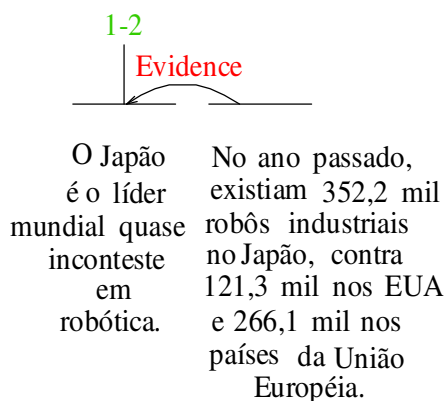 1-2
Evidence
O Japão
é o líder
mundial quase
inconteste
em
robótica.
No ano passado,
existiam 352,2 mil
robôs industriais
no Japão, contra
121,3 mil nos EUA
e 266,1 mil nos
países da União
Européia.